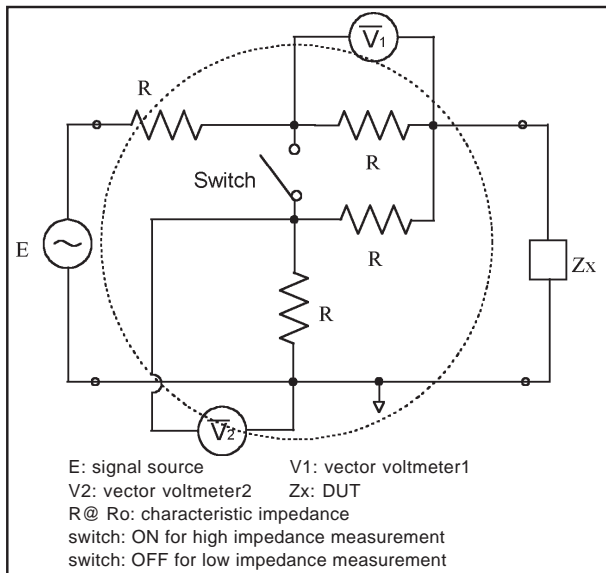 V1
R
R
Switch
E
R
Zx
R
V2
E: signal source V1: vector voltmeter1
V2: vector voltmeter2 Zx: DUT
R@ Ro: characteristic impedance
switch: ON for high impedance measurement
switch: OFF for low impedance measurement